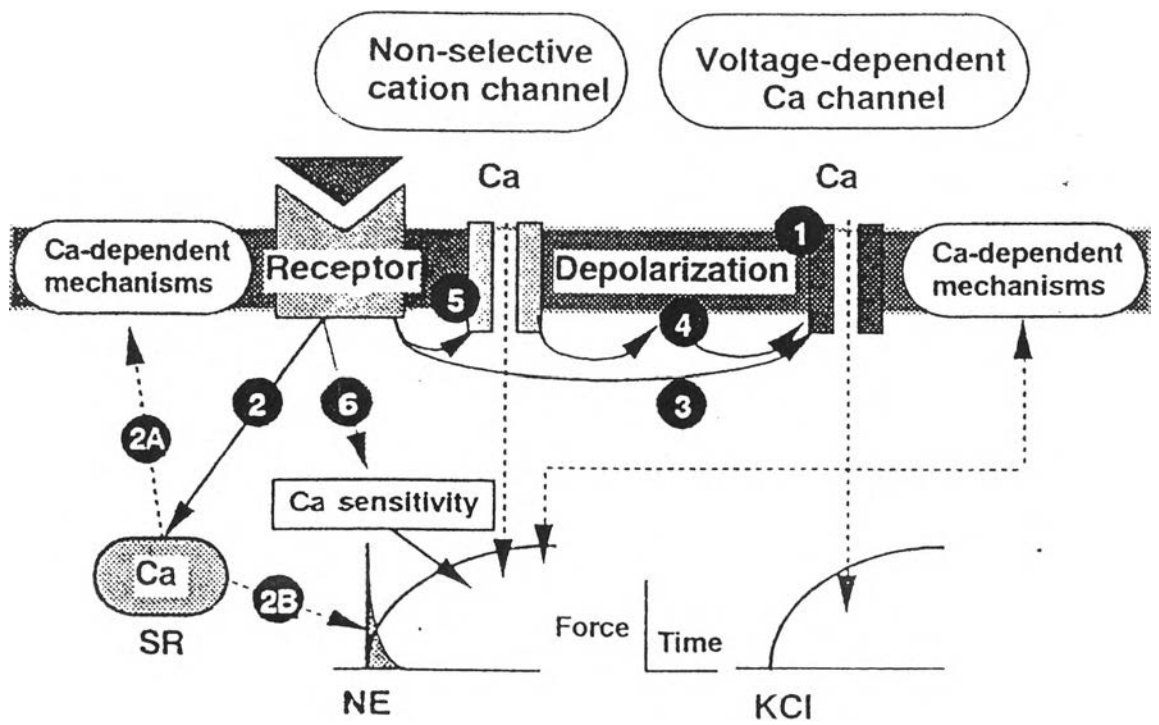 Non-selective
cation channel
Voltage-dependent
Ca channel
Ca
Ca
1
Ca-dependent
mechanisms
Receptor
Depolarization
Ca-dependent
mechanisms
5
4
2
6
3
2A
Ca sensitivity
Ca
2B
SR
Force
Time
NE
KCl